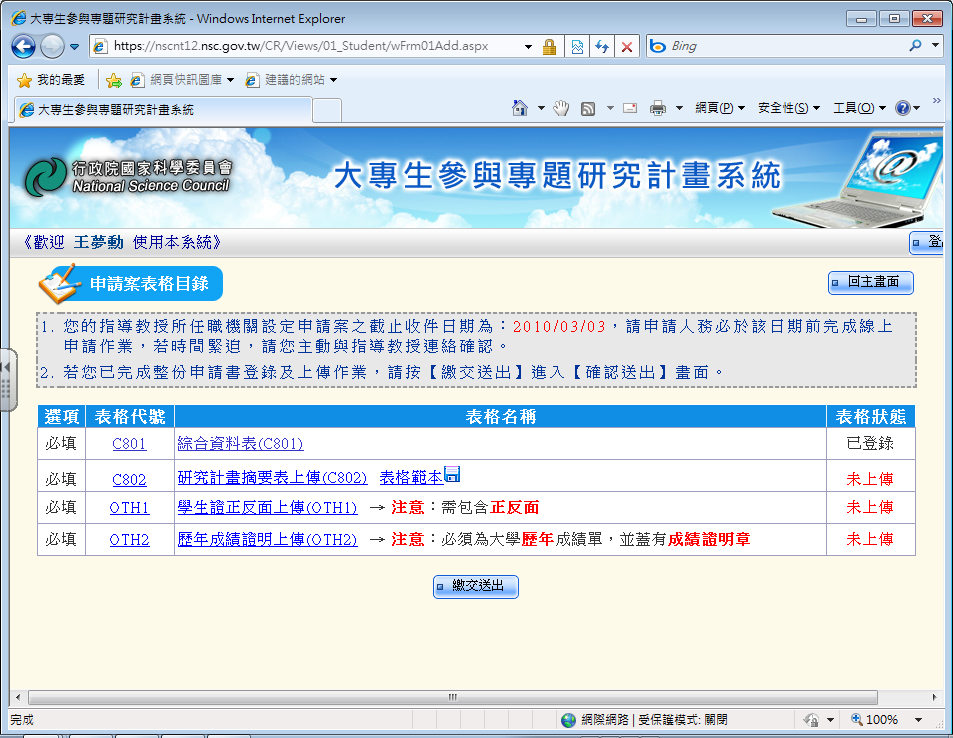 大專生參與專題研究計畫系統 - Windows Internet Explorer
https://nscnt12.nsc.gov.tw/CR/Views/01_Student/wFrm01Add.aspx
Bing
我的最愛
網頁快訊圖庫
建議的網站
大專生參與專題研究計畫系統
網頁(P)
安全性(S)
工具(O)
行政院國家科學委員會
National Science Council
大專生參與專題研究計畫系統
《歡迎 王夢動 使用本系統》
登
申請案表格目錄
回主畫面
1. 您的指導教授所任職機關設定申請案之截止收件日期為：2010/03/03，請申請人務必於該日期前完成線上
申請作業，若時間緊迫，請您主動與指導教授連絡確認。
2. 若您已完成整份申請書登錄及上傳作業，請按【繳交送出】進入【確認送出】畫面。
選項 表格代號 表格名稱 表格狀態
必填 C801 綜合資料表(C801) 已登錄
必填 C802 研究計畫摘要表上傳(C802) 表格範本 未上傳
必填 OTH1 學生證正反面上傳(OTH1) → 注意：需包含正反面 未上傳
必填 OTH2 歷年成績證明上傳(OTH2) → 注意：必須為大學歷年成績單，並蓋有成績證明章 未上傳
繳交送出
完成
網際網路 | 受保護模式: 關閉
100%